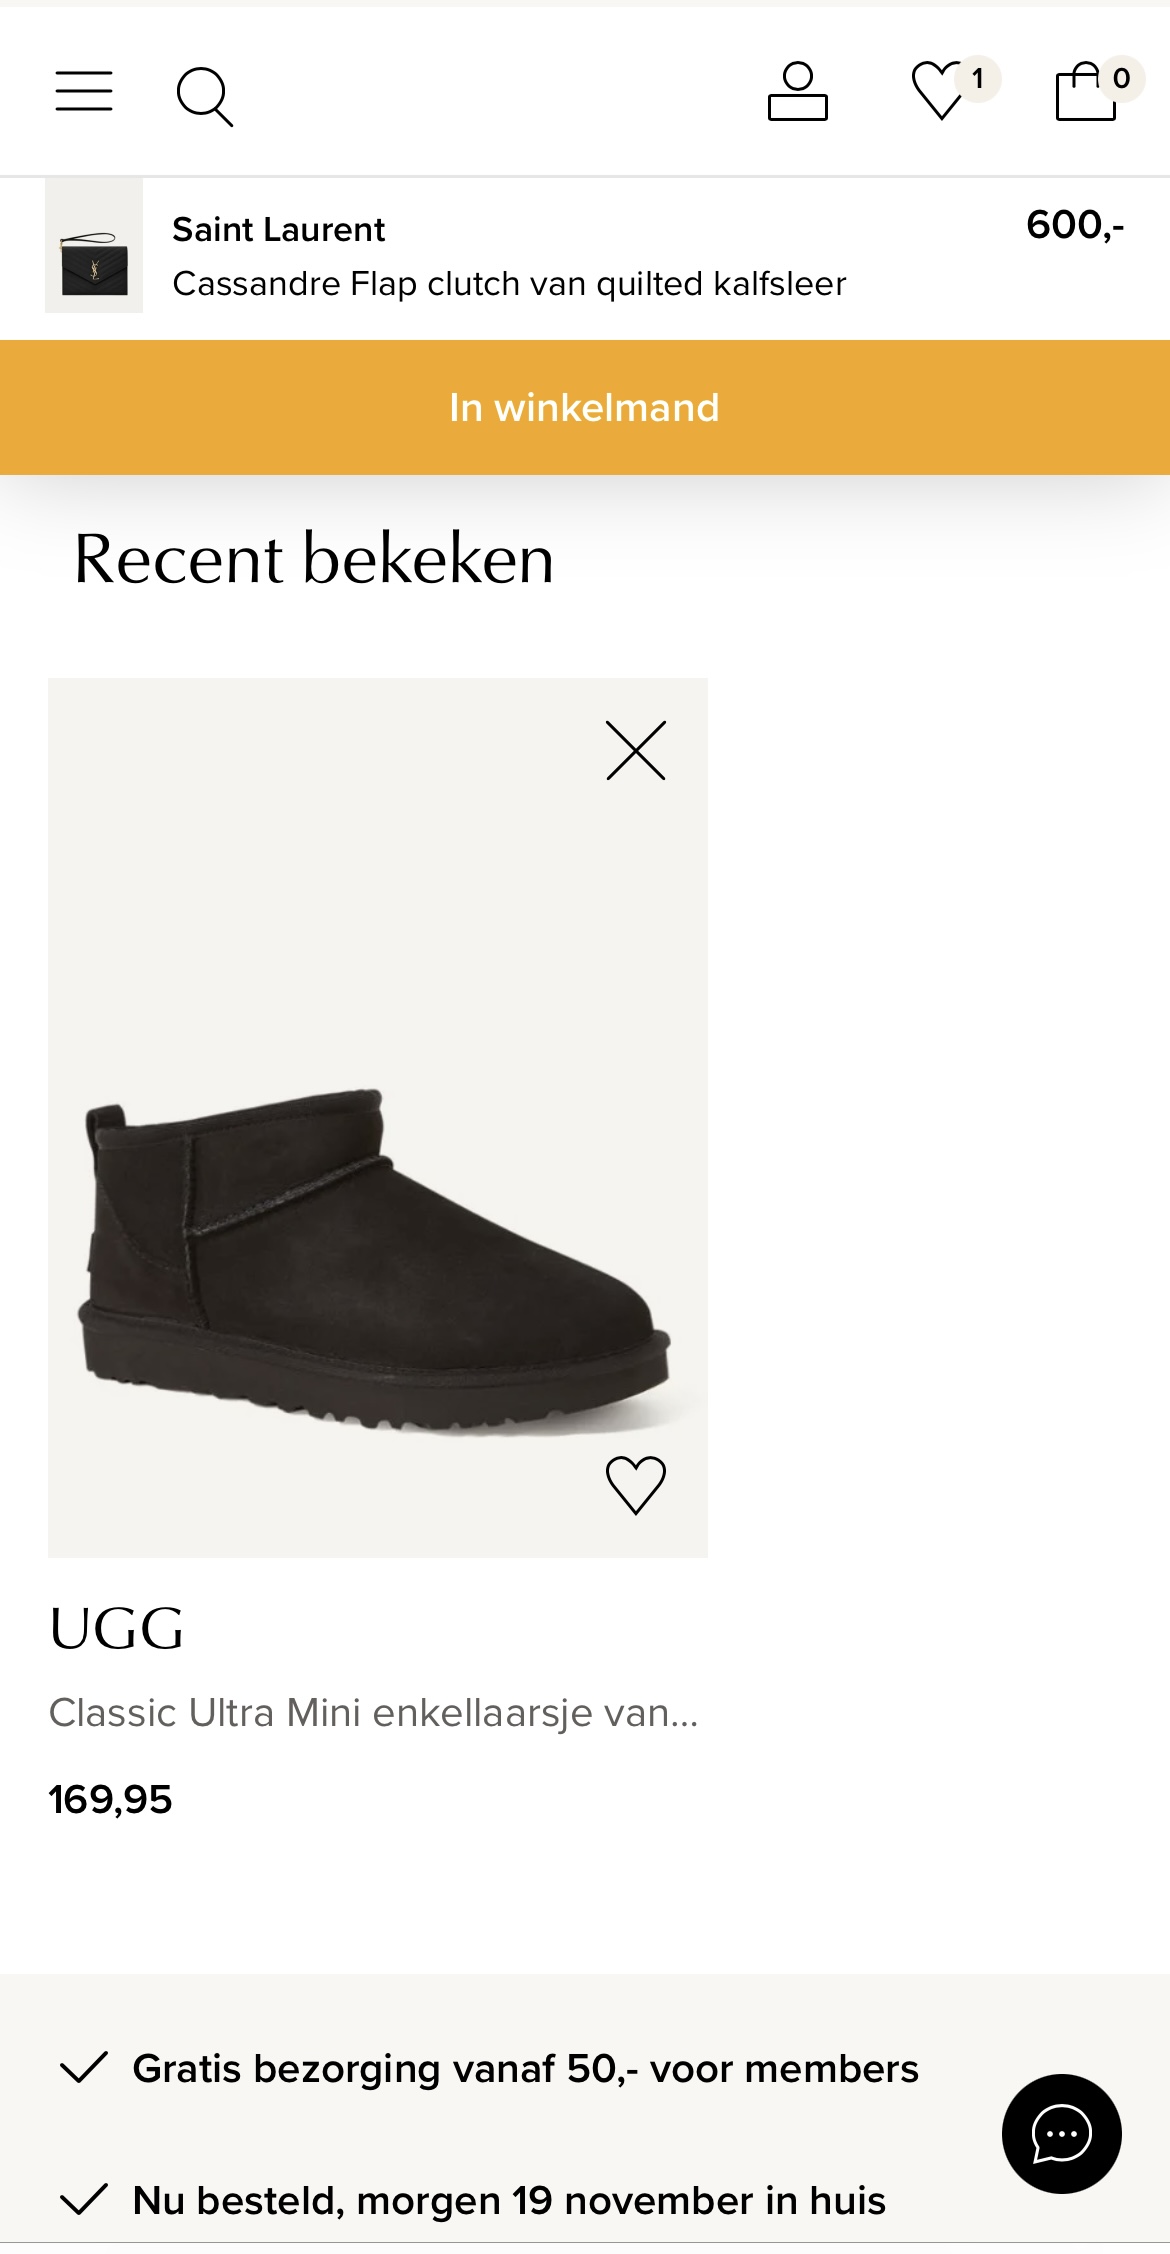 1
0
Saint Laurent
600,-
Cassandre Flap clutch van quilted kalfsleer
In winkelmand
Recent bekeken
UGG
Classic Ultra Mini enkellaarsje van...
169,95
Gratis bezorging vanaf 50,- voor members
Nu besteld, morgen 19 november in huis